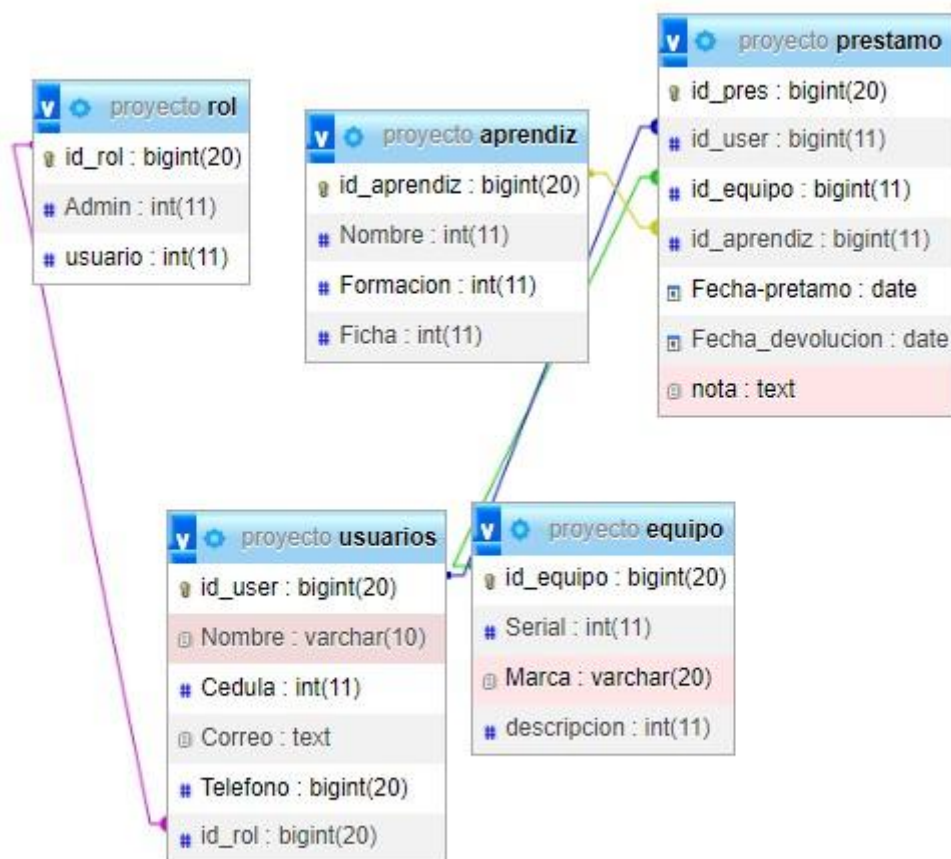 proyecto rol
id_rol : bigint(20)
Admin : int(11)
usuario : int(11)
proyecto aprendiz
id_aprendiz : bigint(20)
Nombre : int(11)
Formacion : int(11)
Ficha : int(11)
proyecto prestamo
id_pres : bigint(20)
id_user : bigint(11)
id_equipo : bigint(11)
id_aprendiz : bigint(11)
Fecha-pretamo : date
Fecha_devolucion : date
nota : text
proyecto usuarios
id_user : bigint(20)
Nombre : varchar(10)
Cedula : int(11)
Correo : text
Telefono : bigint(20)
id_rol : bigint(20)
proyecto equipo
id_equipo : bigint(20)
Serial : int(11)
Marca : varchar(20)
descripcion : int(11)